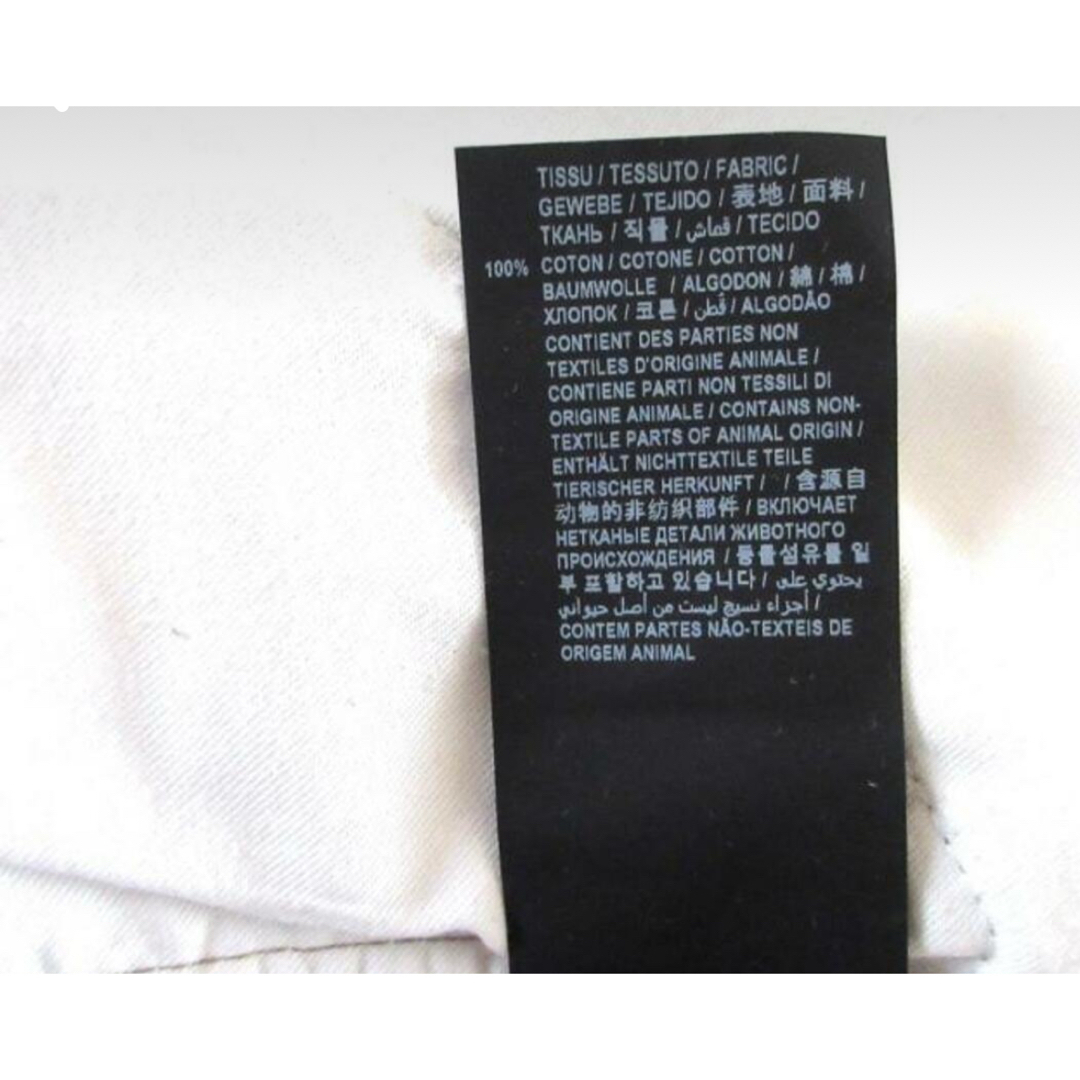 TISSU / TESSUTO / FABRIC /
GEWEBE / TEJIDO / 表地 / 面料 /
ТКАНЬ / 직물 / قماش / TECIDO
100% COTON / COTONE / COTTON /
BAUMWOLLE / ALGODON / 綿 / 棉 /
ХЛОПОК / 코튼 / قُطن / ALGODÃO
CONTIENT DES PARTIES NON
TEXTILES D'ORIGINE ANIMALE /
CONTIENE PARTI NON TESSILI DI
ORIGINE ANIMALE / CONTAINS NON-
TEXTILE PARTS OF ANIMAL ORIGIN /
ENTHÄLT NICHTTEXTILE TEILE
TIERISCHER HERKUNFT / / 含源自
动物的非纺织部件 / ВКЛЮЧАЕТ
НЕТКАНЫЕ ДЕТАЛИ ЖИВОТНОГО
ПРОИСХОЖДЕНИЯ / 동물섬유를 일
부 포함하고 있습니다 / يحتوي على
أجزاء نسيج ليست من أصل حيواني /
CONTEM PARTES NÃO-TEXTEIS DE
ORIGEM ANIMAL